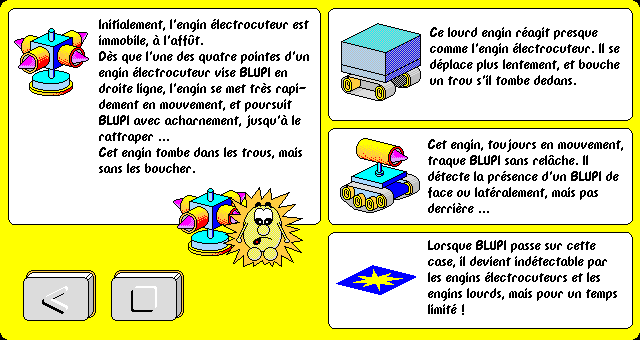 Initialement, l'engin électrocuteur est
immobile, à l'affût.
Dès que l'une des quatre pointes d'un
engin électrocuteur vise BLUPI en
droite ligne, l'engin se met très rapi-
dement en mouvement, et poursuit
BLUPI avec acharnement, jusqu'à le
rattraper ...
Cet engin tombe dans les trous, mais
sans les boucher.
Ce lourd engin réagit presque
comme l'engin électrocuteur. Il se
déplace plus lentement, et bouche
un trou s'il tombe dedans.
Cet engin, toujours en mouvement,
traque BLUPI sans relâche. Il
détecte la présence d'un BLUPI de
face ou latéralement, mais pas
derrière ...
Lorsque BLUPI passe sur cette
case, il devient indétectable par
les engins électrocuteurs et les
engins lourds, mais pour un temps
limité !